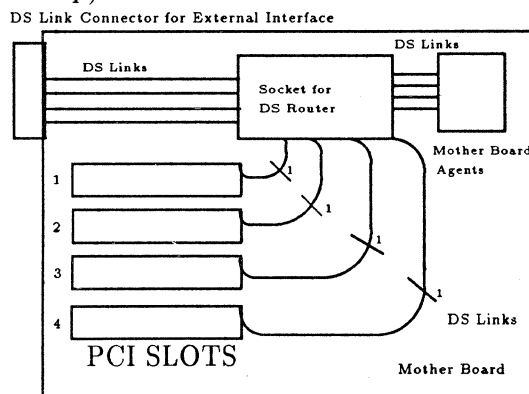 DS Link Connector for External Interface
DS Links
DS Links
Socket for
DS Router
Mother Board
Agents
1
1
2
1
3
1
4
1
DS Links
PCI SLOTS
Mother Board